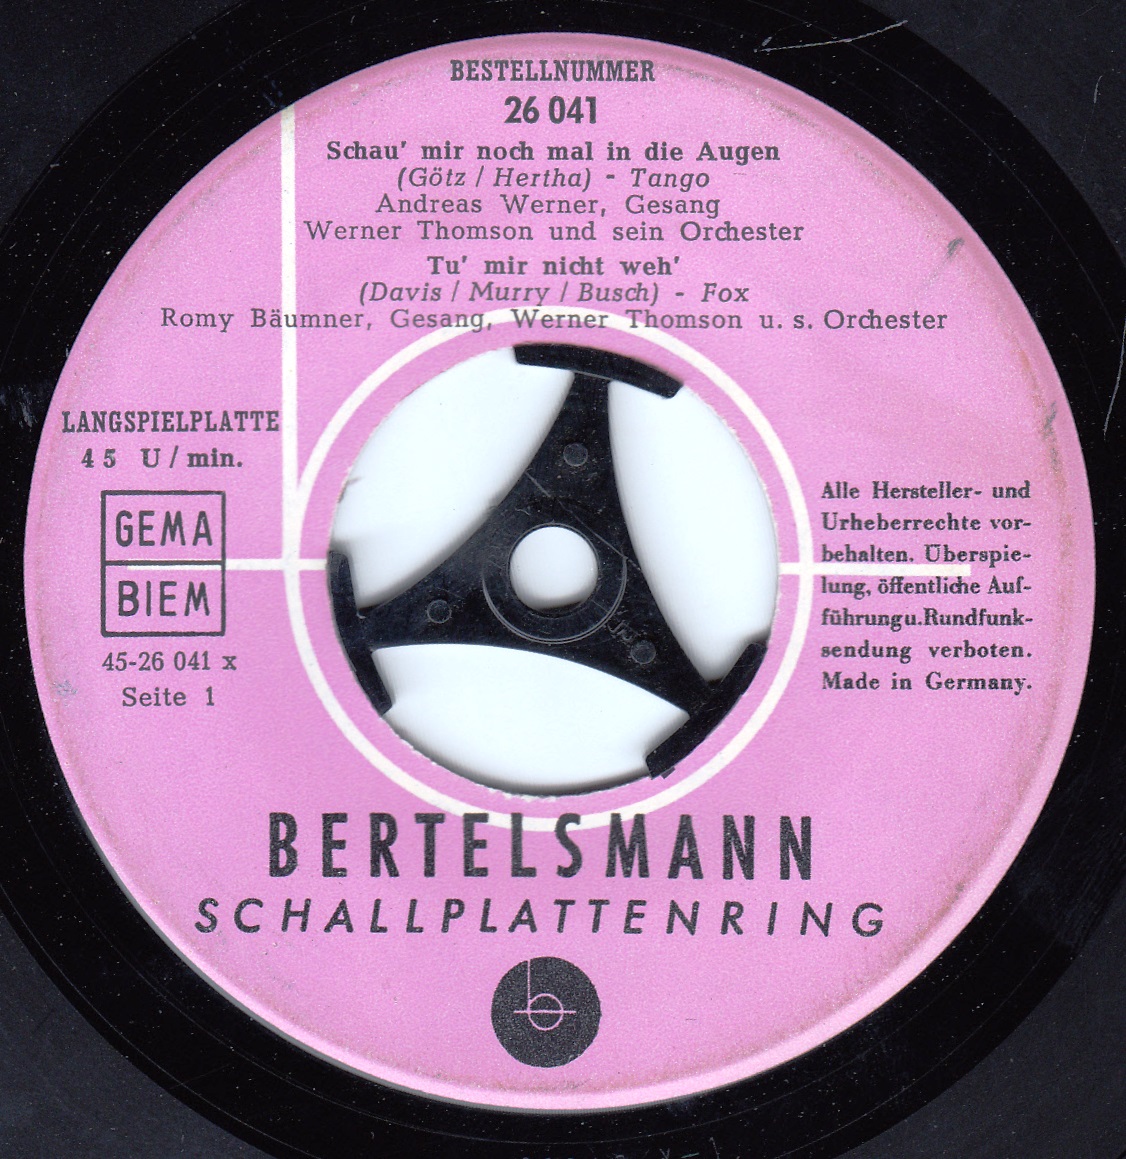 BESTELLNUMMER
26 041
Schau' mir noch mal in die Augen
(Götz / Hertha) - Tango
Andreas Werner, Gesang
Werner Thomson und sein Orchester
Tu' mir nicht weh'
(Davis / Murry / Busch) - Fox
Romy Bäumner, Gesang, Werner Thomson u. s. Orchester
LANGSPIELPLATTE
45 U / min.
GEMA
BIEM
45-26 041 x
Seite 1
Alle Hersteller- und
Urheberrechte vor-
behalten. Überspie-
lung, öffentliche Auf-
führung u. Rundfunk-
sendung verboten.
Made in Germany.
BERTELSMANN
SCHALLPLATTENRING
b